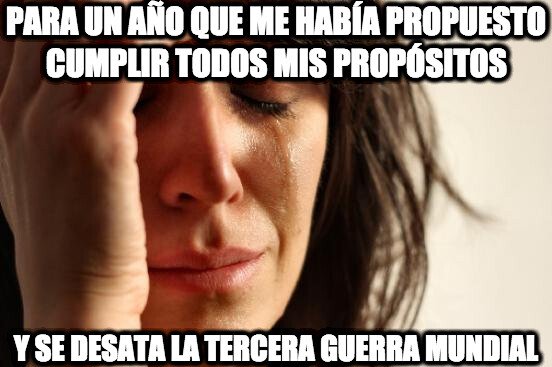 PARA UN AÑO QUE ME HABÍA PROPUESTO
CUMPLIR TODOS MIS PROPÓSITOS
Y SE DESATA LA TERCERA GUERRA MUNDIAL